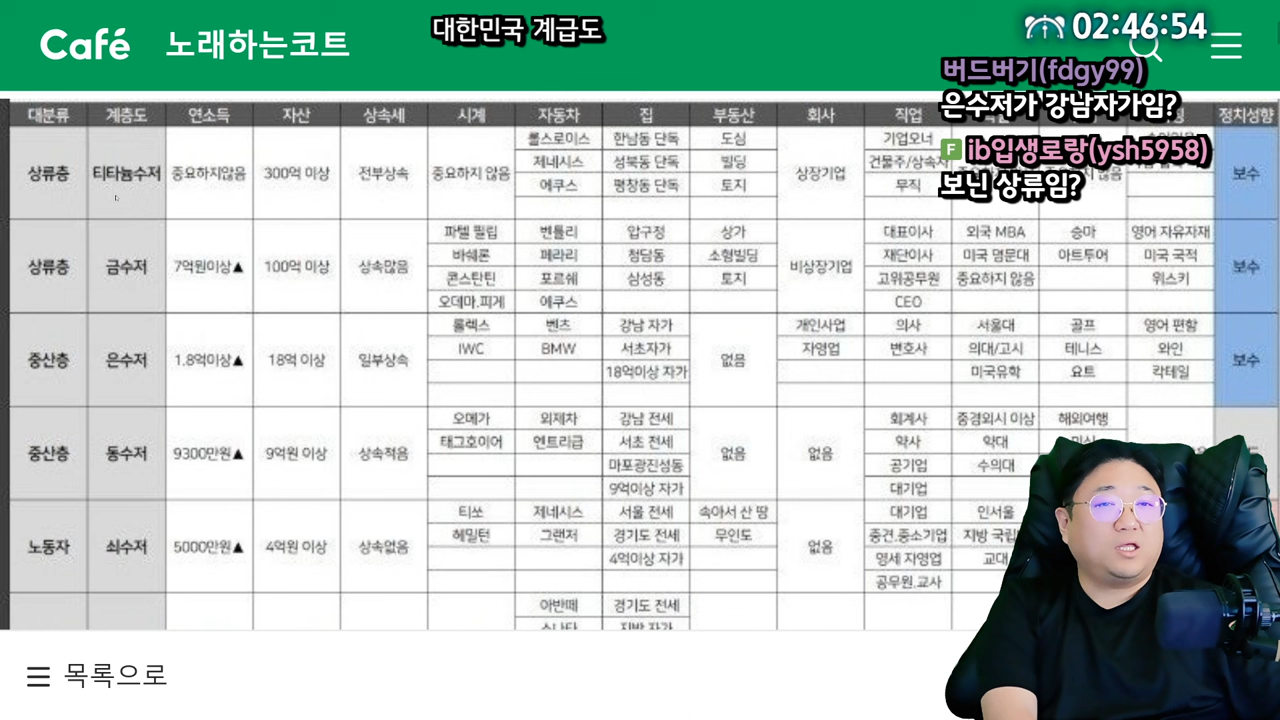 Café 노래하는코트
대한민국 계급도
02:46:54
버드버기(fdgy99)
은수저가 강남자가임?
F ib입생로랑(ysh5958)
보닌 상류임?
대분류 계층도 연소득 자산 상속세 시계 자동차 집 부동산 회사 직업 정치성향
롤스로이스 한남동 단독 도심 기업오너
상류층 티타늄수저 중요하지않음 300억 이상 전부상속 중요하지 않음 제네시스 성북동 단독 빌딩 상장기업 건물주/상속자 않음 보수
에쿠스 평창동 단독 토지 무직
파텔 필립 벤틀리 압구정 상가 대표이사 외국 MBA 승마 영어 자유자재
상류층 금수저 7억원이상▲ 100억 이상 상속많음 바쉐론 페라리 청담동 소형빌딩 비상장기업 재단이사 미국 명문대 아트투어 미국 국적 보수
콘스탄틴 포르쉐 삼성동 토지 고위공무원 중요하지 않음 위스키
오데마.피게 에쿠스 CEO
롤렉스 벤츠 강남 자가 개인사업 의사 서울대 골프 영어 편함
중산층 은수저 1.8억이상▲ 18억 이상 일부상속 IWC BMW 서초자가 없음 자영업 변호사 의대/고시 테니스 와인 보수
18억이상 자가 미국유학 요트 칵테일
오메가 외제차 강남 전세 회계사 중경외시 이상 해외여행
중산층 동수저 9300만원▲ 9억원 이상 상속적음 태그호이어 엔트리급 서초 전세 없음 없음 약사 약대
마포광진성동 공기업 수의대
9억이상 자가 대기업
티쏘 제네시스 서울 전세 속아서 산 땅 대기업 인서울
노동자 쇠수저 5000만원▲ 4억원 이상 상속없음 헤밀턴 그랜저 경기도 전세 무인도 없음 중견.중소기업 지방 국립
4억이상 자가 영세 자영업 교대
공무원.교사
아반떼 경기도 전세
소나타 지방 자가
목록으로